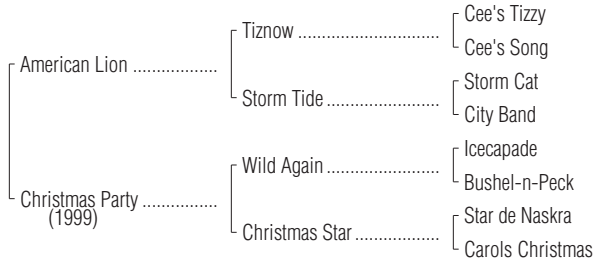 Cee's Tizzy
Tiznow ........................
Cee's Song
American Lion ..............
Storm Cat
Storm Tide ...................
City Band
Icecapade
Wild Again ...................
Bushel-n-Peck
Christmas Party ............
(1999)
Star de Naskra
Christmas Star ..............
Carols Christmas